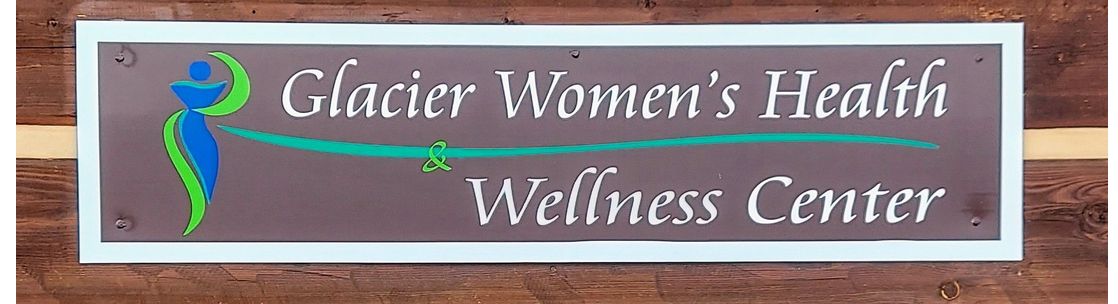 Glacier Women's Health
&
Wellness Center